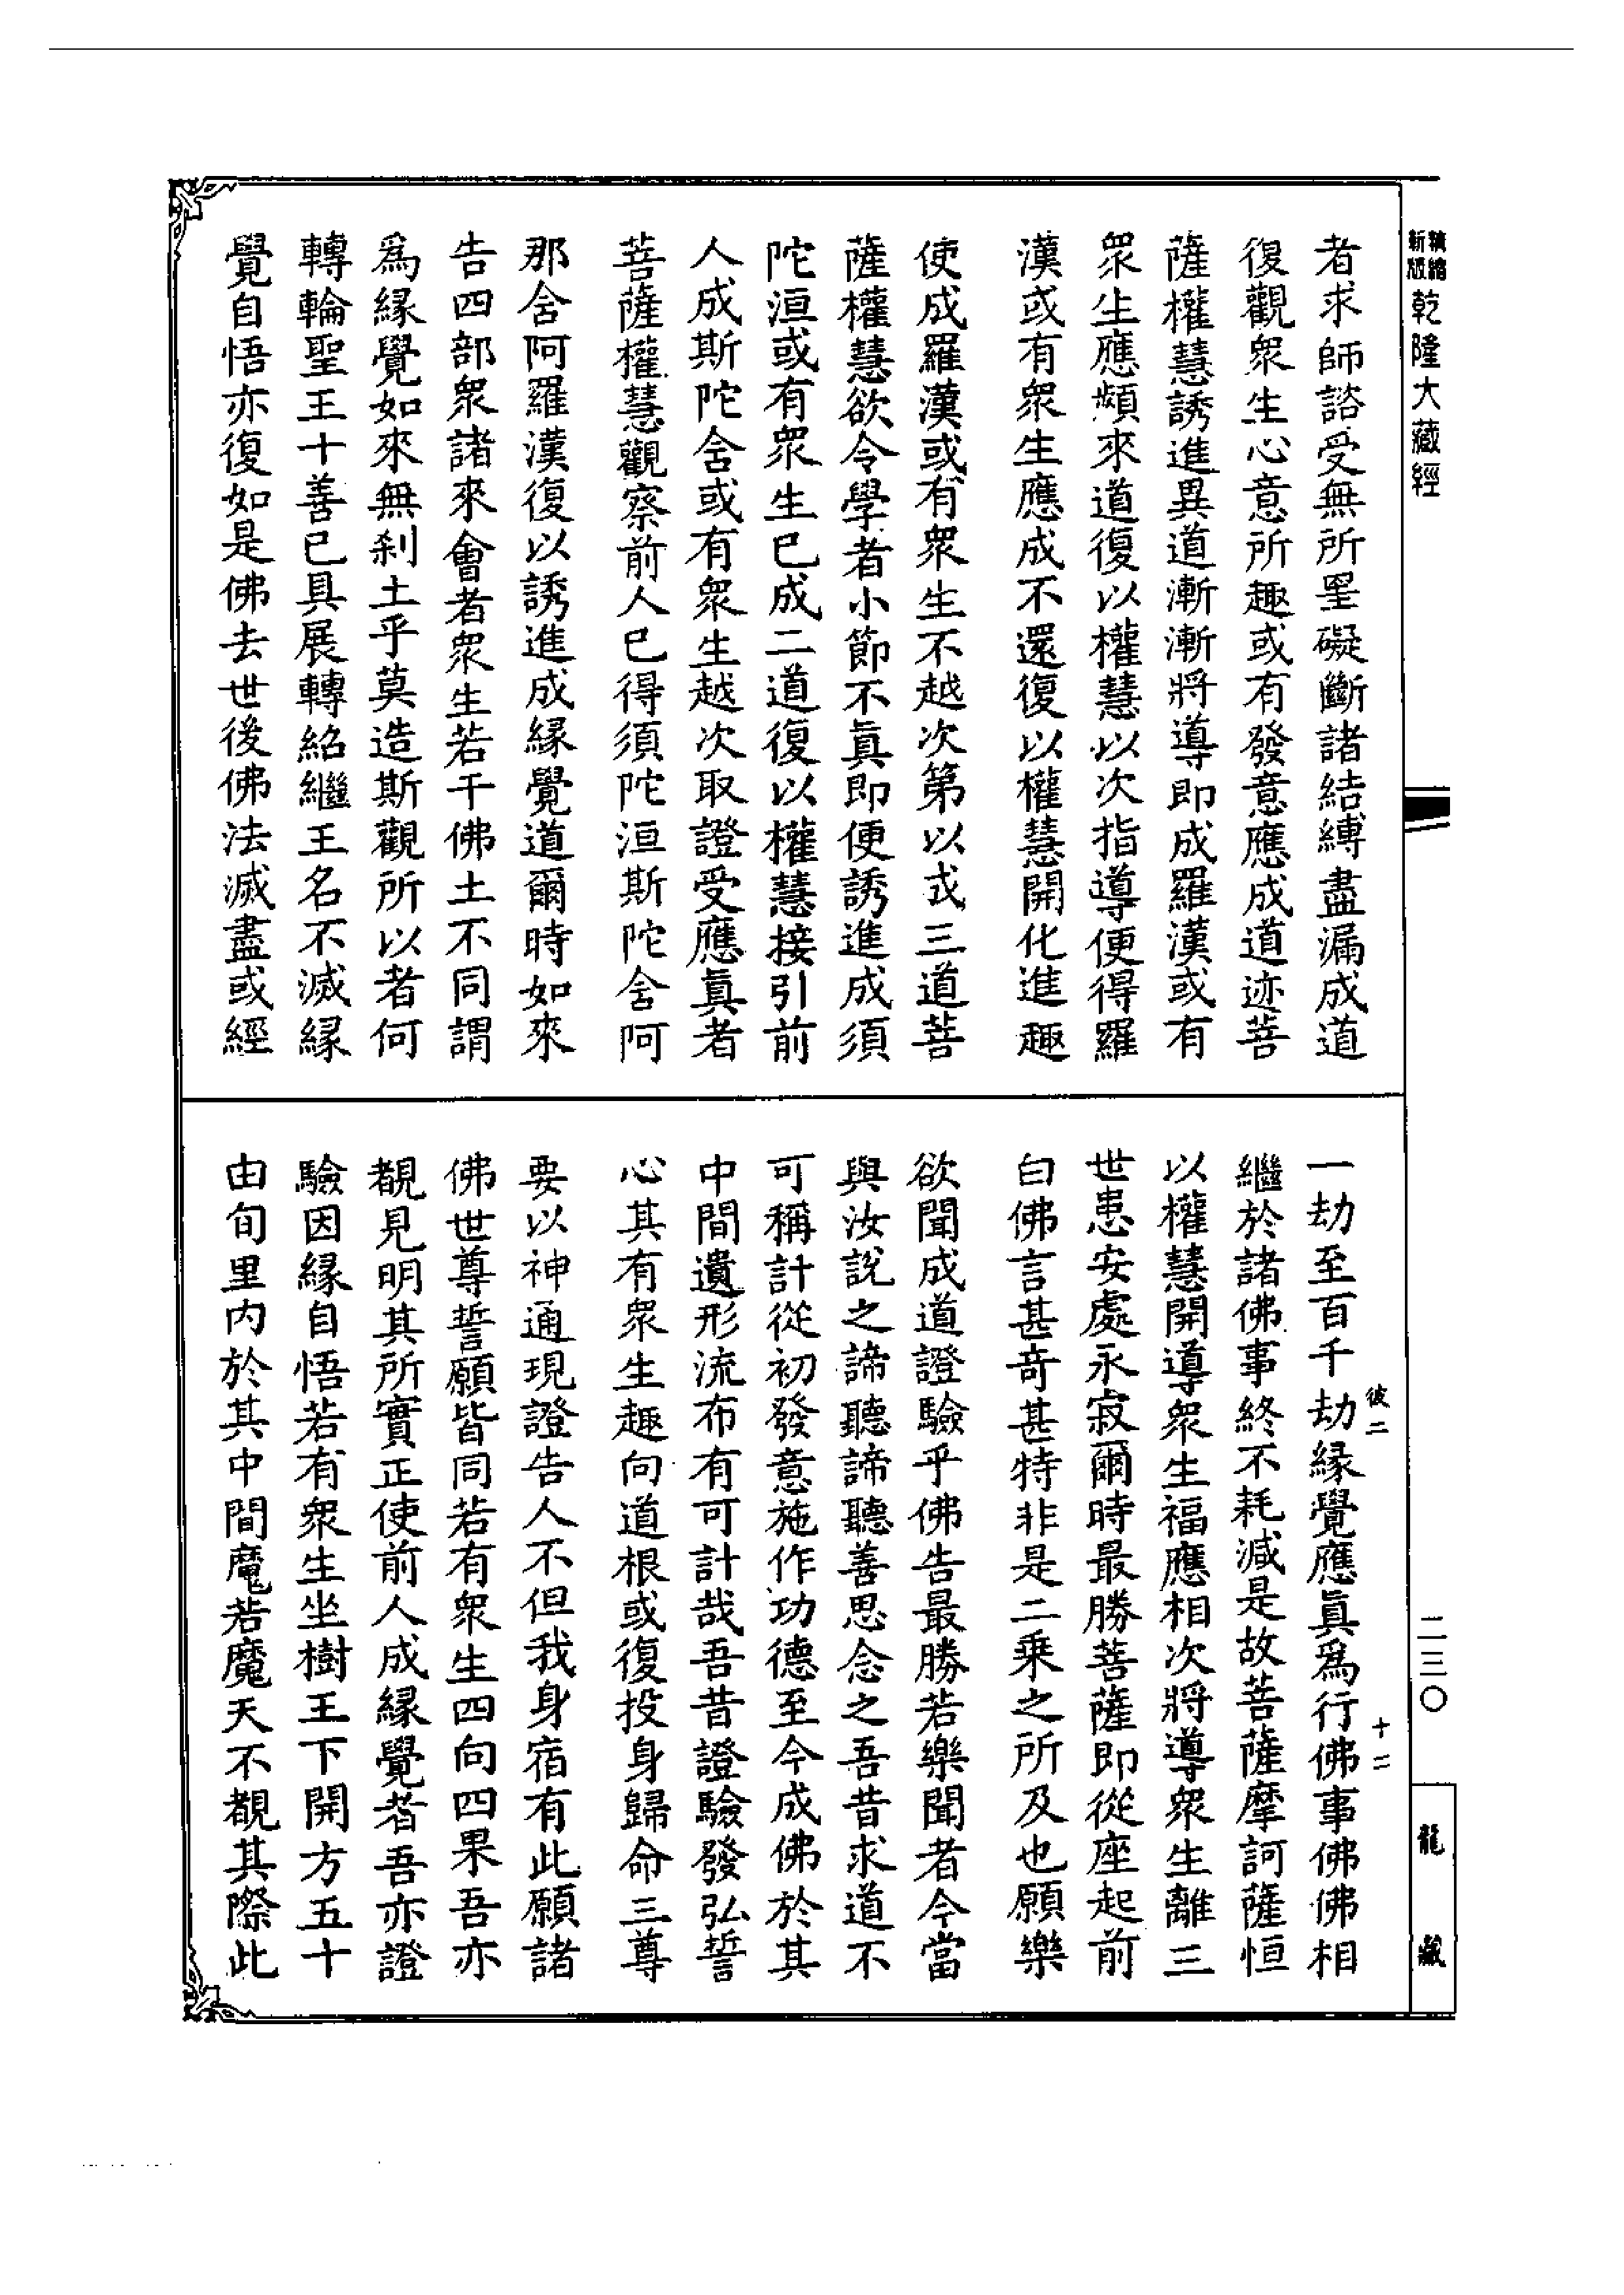 新版精縮乾隆大藏經
者求師諮受無所罣礙斷諸結縛盡漏成道
復觀衆生心意所趣或有發意應成道迹菩
薩權慧誘進異道漸漸將導即成羅漢或有
衆生應頻來道復以權慧以次指導便得羅
漢或有衆生應成不還復以權慧開化進趣
使成羅漢或有衆生不越次第以成三道菩
薩權慧欲令學者小節不眞即便誘進成須
陀洹或有衆生已成二道復以權慧接引前
人成斯陀含或有衆生越次取證受應眞者
菩薩權慧觀察前人已得須陀洹斯陀含阿
那含阿羅漢復以誘進成縁覺道爾時如來
告四部衆諸來會者衆生若干佛土不同謂
爲縁覺如來無刹土乎莫造斯觀所以者何
轉輪聖王十善已具展轉紹繼王名不滅縁
覺自悟亦復如是佛去世後佛法滅盡或經
一劫至百千劫縁覺應眞爲行佛事佛佛相
繼於諸佛事終不耗減是故菩薩摩訶薩恒
以權慧開導衆生福應相次將導衆生離三
世患安處永寂爾時最勝菩薩即從座起前
白佛言甚奇甚特非是二乘之所及也願樂
欲聞成道證驗乎佛告最勝若樂聞者今當
與汝說之諦聽諦聽善思念之吾昔求道不
可稱計從初發意施作功德至今成佛於其
中間遺形流布有可計哉吾昔證驗發弘誓
心其有衆生趣向道根或復投身歸命三尊
要以神通現證告人不但我身宿有此願諸
佛世尊誓願皆同若有衆生四向四果吾亦
覩見明其所實正使前人成縁覺者吾亦證
驗因縁自悟若有衆生坐樹王下開方五十
由旬里内於其中間魔若魔天不覩其際此
彼二
十二
二三〇
龍藏